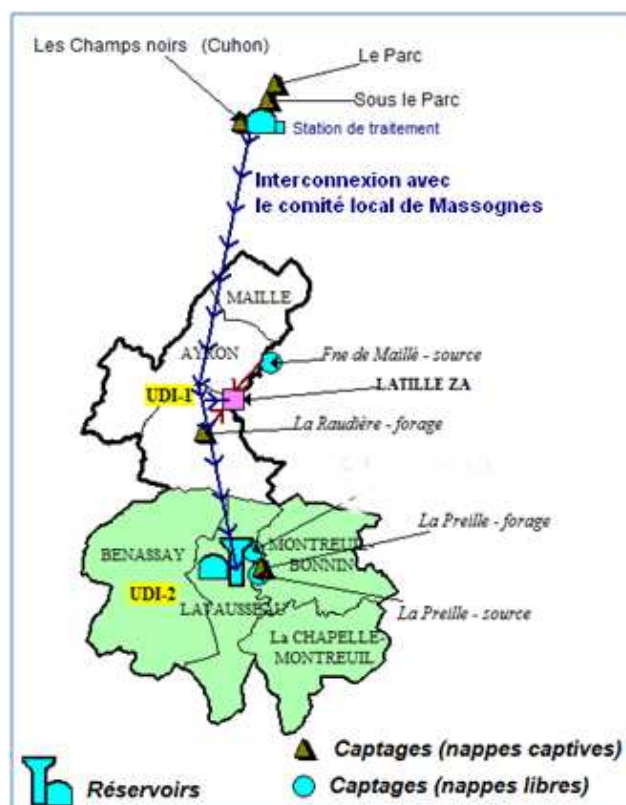 Les Champs noirs (Cuhon)
Le Parc
Sous le Parc
Station de traitement
Interconnexion avec
le comité local de Massognes
MAILLE
AYRON
Fne de Maillé - source
UDI-1
LATILLE ZA
La Raudière - forage
La Preille - forage
BENASSAY
MONTREUIL
BONNIN
UDI-2
LAVAUSSEAU
La Preille - source
La CHAPELLE-
MONTREUIL
Réservoirs
Captages (nappes captives)
Captages (nappes libres)